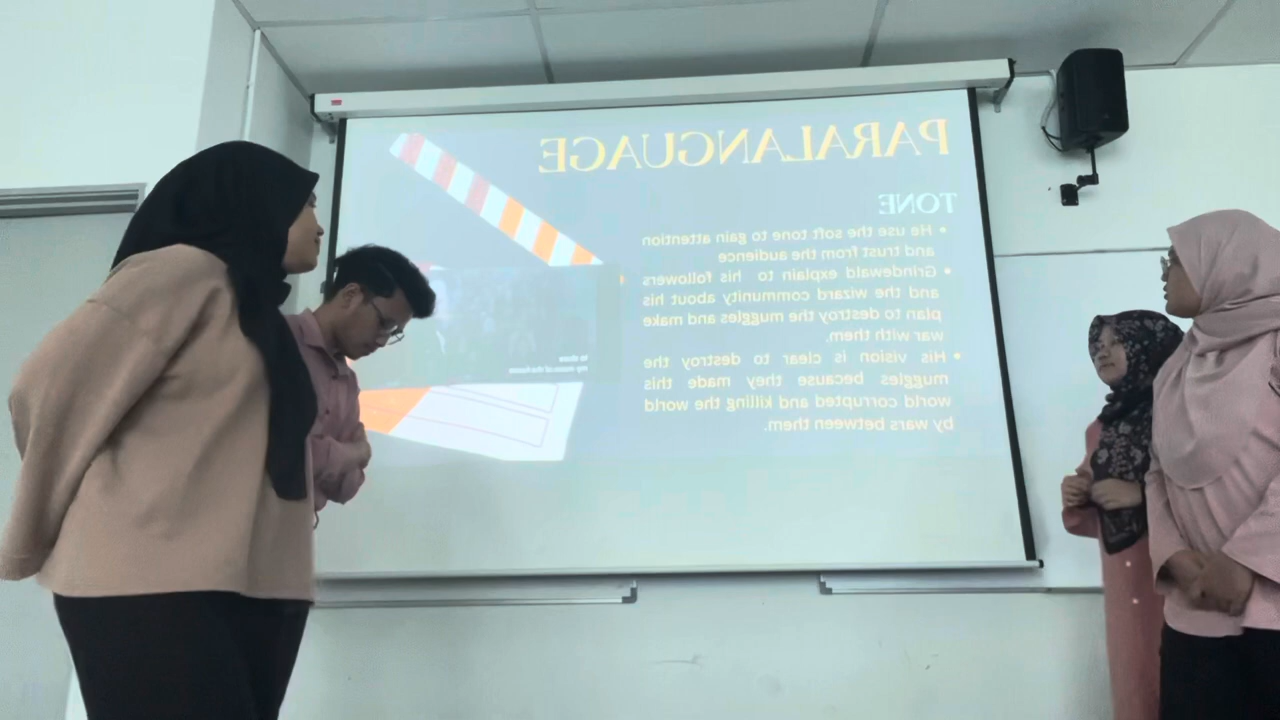 PARALANGUAGE
TONE
• He use the soft tone to gain attention
and trust from the audience
• Grindewald explain to his followers
and the wizard community about his
plan to destroy the muggles and make
war with them.
• His vision is clear to destroy the
muggles because they made this
world corrupted and killing the world
by wars between them.
to share